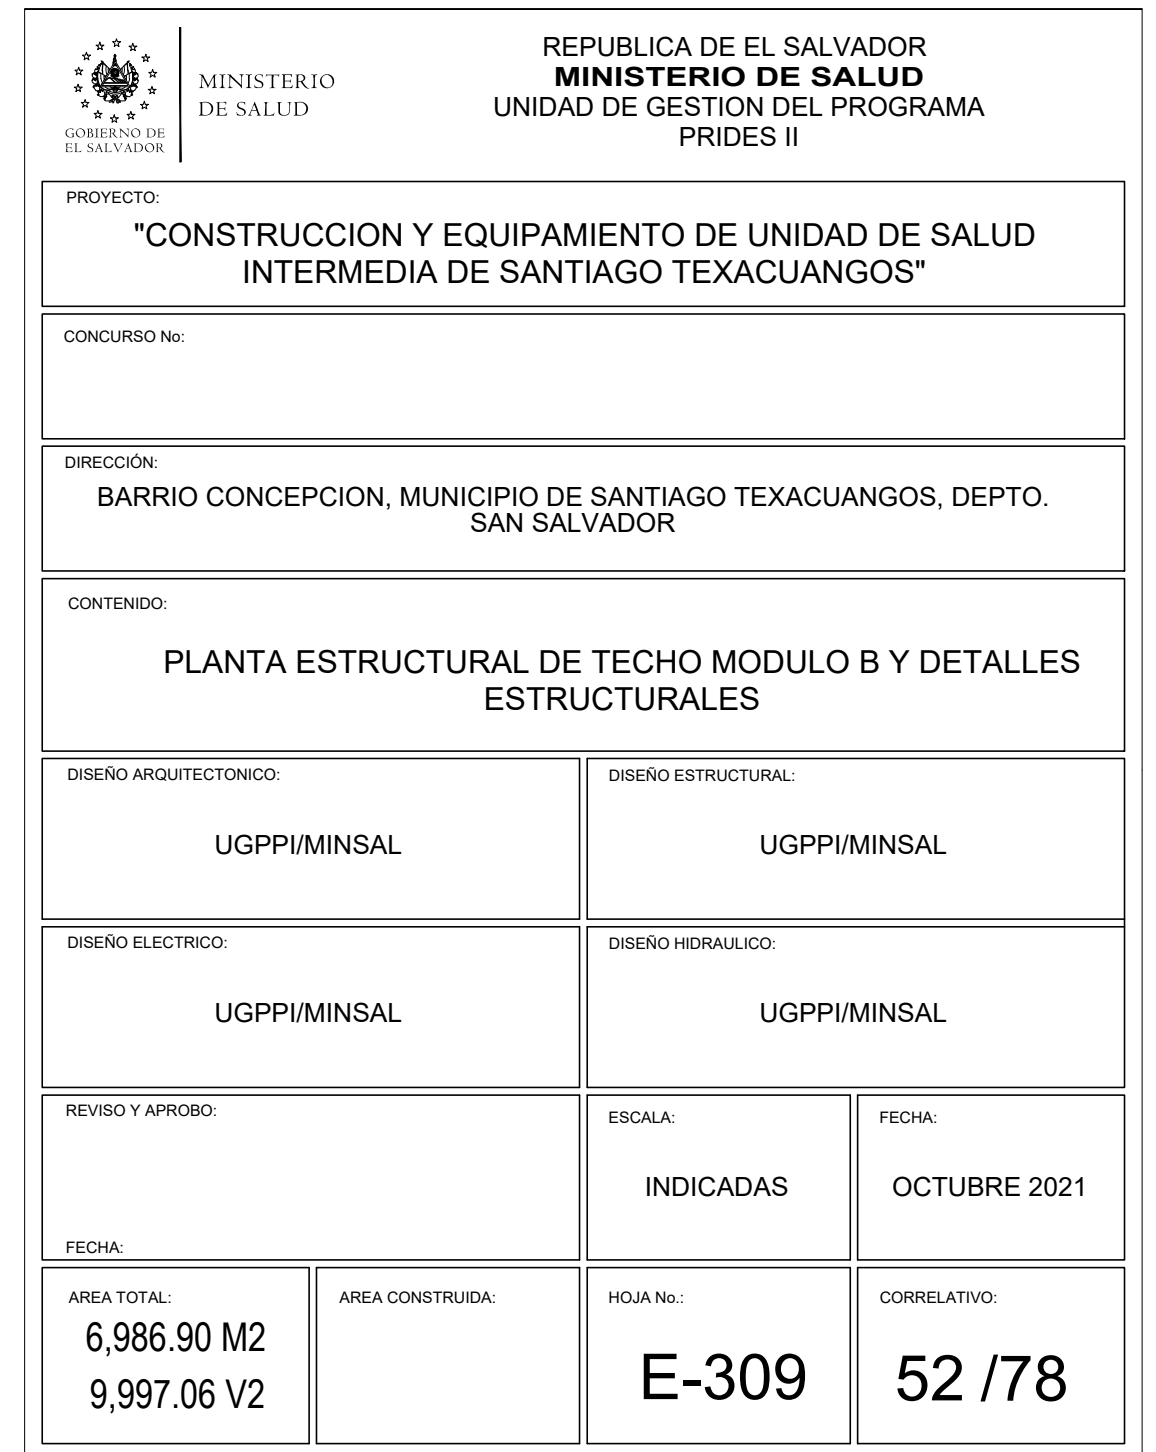 GOBIERNO DE
EL SALVADOR
MINISTERIO
DE SALUD
REPUBLICA DE EL SALVADOR
MINISTERIO DE SALUD
UNIDAD DE GESTION DEL PROGRAMA
PRIDES II
PROYECTO:
"CONSTRUCCION Y EQUIPAMIENTO DE UNIDAD DE SALUD
INTERMEDIA DE SANTIAGO TEXACUANGOS"
CONCURSO No:
DIRECCIÓN:
BARRIO CONCEPCION, MUNICIPIO DE SANTIAGO TEXACUANGOS, DEPTO.
SAN SALVADOR
CONTENIDO:
PLANTA ESTRUCTURAL DE TECHO MODULO B Y DETALLES
ESTRUCTURALES
DISEÑO ARQUITECTONICO:
UGPPI/MINSAL
DISEÑO ESTRUCTURAL:
UGPPI/MINSAL
DISEÑO ELECTRICO:
UGPPI/MINSAL
DISEÑO HIDRAULICO:
UGPPI/MINSAL
REVISO Y APROBO:
FECHA:
ESCALA:
INDICADAS
FECHA:
OCTUBRE 2021
AREA TOTAL:
6,986.90 M2
9,997.06 V2
AREA CONSTRUIDA:
HOJA No.:
E-309
CORRELATIVO:
52 /78